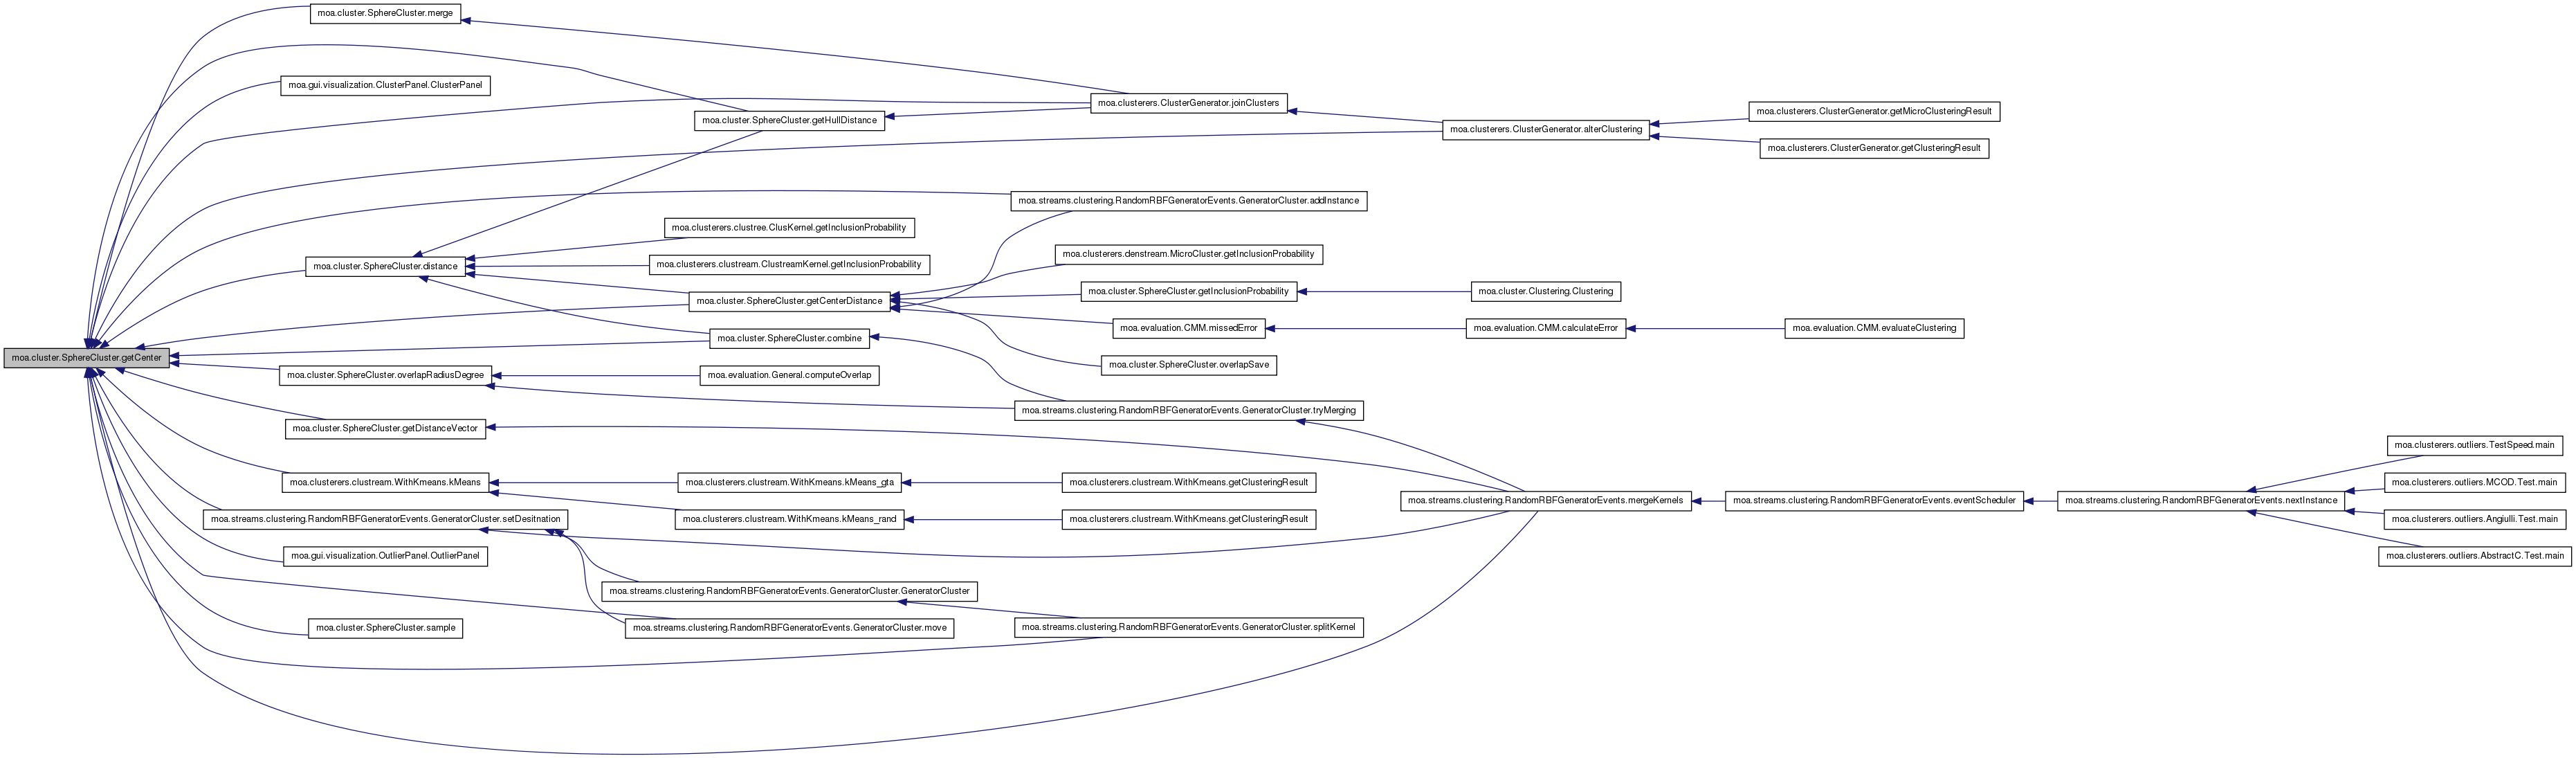 moa.cluster.SphereCluster.merge
moa.gui.visualization.ClusterPanel.ClusterPanel
moa.clusterers.ClusterGenerator.joinClusters
moa.clusterers.ClusterGenerator.getMicroClusteringResult
moa.cluster.SphereCluster.getHullDistance
moa.clusterers.ClusterGenerator.alterClustering
moa.clusterers.ClusterGenerator.getClusteringResult
moa.streams.clustering.RandomRBFGeneratorEvents.GeneratorCluster.addInstance
moa.clusterers.clustree.ClusKernel.getInclusionProbability
moa.clusterers.denstream.MicroCluster.getInclusionProbability
moa.cluster.SphereCluster.distance
moa.clusterers.clustream.ClustreamKernel.getInclusionProbability
moa.cluster.SphereCluster.getInclusionProbability
moa.cluster.Clustering.Clustering
moa.cluster.SphereCluster.getCenterDistance
moa.evaluation.CMM.missedError
moa.evaluation.CMM.calculateError
moa.evaluation.CMM.evaluateClustering
moa.cluster.SphereCluster.combine
moa.cluster.SphereCluster.getCenter
moa.cluster.SphereCluster.overlapSave
moa.cluster.SphereCluster.overlapRadiusDegree
moa.evaluation.General.computeOverlap
moa.streams.clustering.RandomRBFGeneratorEvents.GeneratorCluster.tryMerging
moa.cluster.SphereCluster.getDistanceVector
moa.clusterers.outliers.TestSpeed.main
moa.clusterers.clustream.WithKmeans.kMeans
moa.clusterers.clustream.WithKmeans.kMeans_gta
moa.clusterers.clustream.WithKmeans.getClusteringResult
moa.clusterers.outliers.MCOD.Test.main
moa.streams.clustering.RandomRBFGeneratorEvents.mergeKernels
moa.streams.clustering.RandomRBFGeneratorEvents.eventScheduler
moa.streams.clustering.RandomRBFGeneratorEvents.nextInstance
moa.streams.clustering.RandomRBFGeneratorEvents.GeneratorCluster.setDesitnation
moa.clusterers.clustream.WithKmeans.kMeans_rand
moa.clusterers.clustream.WithKmeans.getClusteringResult
moa.clusterers.outliers.Angiulli.Test.main
moa.gui.visualization.OutlierPanel.OutlierPanel
moa.clusterers.outliers.AbstractC.Test.main
moa.streams.clustering.RandomRBFGeneratorEvents.GeneratorCluster.GeneratorCluster
moa.cluster.SphereCluster.sample
moa.streams.clustering.RandomRBFGeneratorEvents.GeneratorCluster.move
moa.streams.clustering.RandomRBFGeneratorEvents.GeneratorCluster.splitKernel